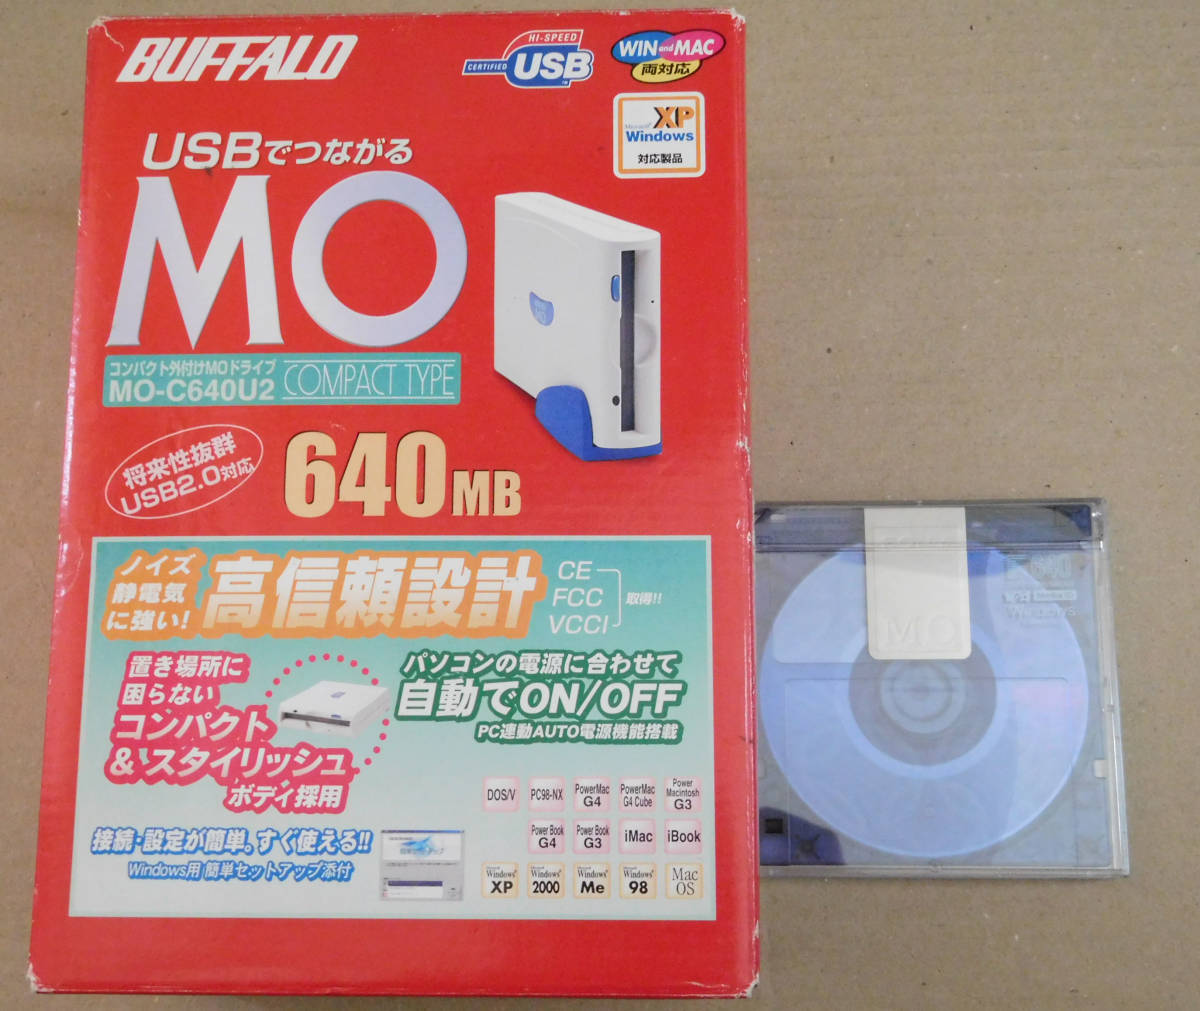 BUFFALO
HI-SPEED
CERTIFIED
USB
WIN and MAC
両対応
Microsoft
XP
Windows
対応製品
USBでつながる
MO
コンパクト外付けMOドライブ
MO-C640U2
COMPACT TYPE
将来性抜群
USB2.0対応
640MB
ノイズ
静電気
に強い!
高信頼設計
CE
FCC
VCCI
取得!!
置き場所に
困らない
コンパクト
&スタイリッシュ
ボディ採用
パソコンの電源に合わせて
自動でON/OFF
PC連動AUTO電源機能搭載
接続・設定が簡単。すぐ使える!!
Windows用 簡単セットアップ添付
DOS/V
PC98-NX
PowerMac G4
PowerMac G4 Cube
Power Macintosh G3
Power Book G4
Power Book G3
iMac
iBook
Microsoft Windows XP
Microsoft Windows 2000
Microsoft Windows Me
Microsoft Windows 98
Mac OS
640
Windows
MO